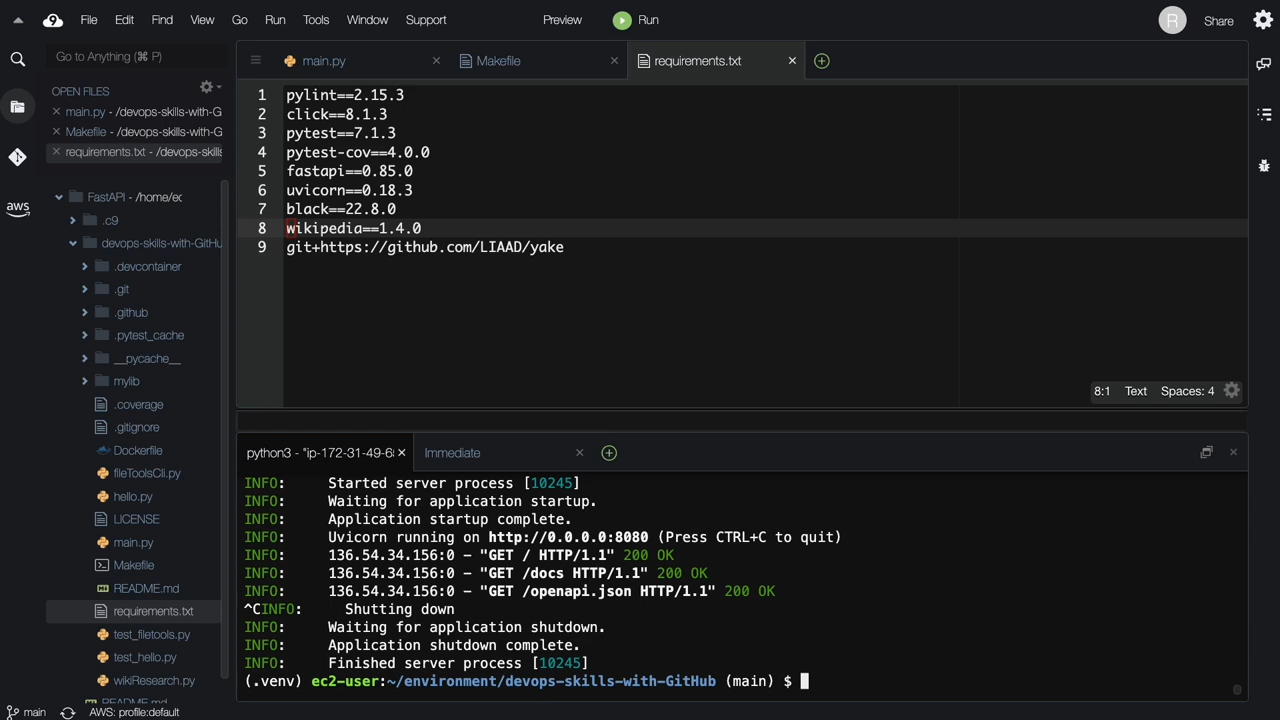 9 File Edit Find View Go Run Tools Window Support Preview Run R Share
Go to Anything (⌘ P)
main.py
Makefile
requirements.txt
OPEN FILES
main.py - /devops-skills-with-G
Makefile - /devops-skills-with-G
requirements.txt - /devops-skills
aws
FastAPI - /home/ec
.c9
devops-skills-with-GitHu
.devcontainer
.git
.github
.pytest_cache
__pycache__
mylib
.coverage
.gitignore
Dockerfile
fileToolsCli.py
hello.py
LICENSE
main.py
Makefile
README.md
requirements.txt
test_filetools.py
test_hello.py
wikiResearch.py
README.md
1 pylint==2.15.3
2 click==8.1.3
3 pytest==7.1.3
4 pytest-cov==4.0.0
5 fastapi==0.85.0
6 uvicorn==0.18.3
7 black==22.8.0
8 wikipedia==1.4.0
9 git+https://github.com/LIAAD/yake
8:1 Text Spaces: 4
python3 - "ip-172-31-49-6
Immediate
INFO: Started server process [10245]
INFO: Waiting for application startup.
INFO: Application startup complete.
INFO: Uvicorn running on http://0.0.0.0:8080 (Press CTRL+C to quit)
INFO: 136.54.34.156:0 - "GET / HTTP/1.1" 200 OK
INFO: 136.54.34.156:0 - "GET /docs HTTP/1.1" 200 OK
INFO: 136.54.34.156:0 - "GET /openapi.json HTTP/1.1" 200 OK
^CINFO: Shutting down
INFO: Waiting for application shutdown.
INFO: Application shutdown complete.
INFO: Finished server process [10245]
(.venv) ec2-user:~/environment/devops-skills-with-GitHub (main) $
main AWS: profile:default